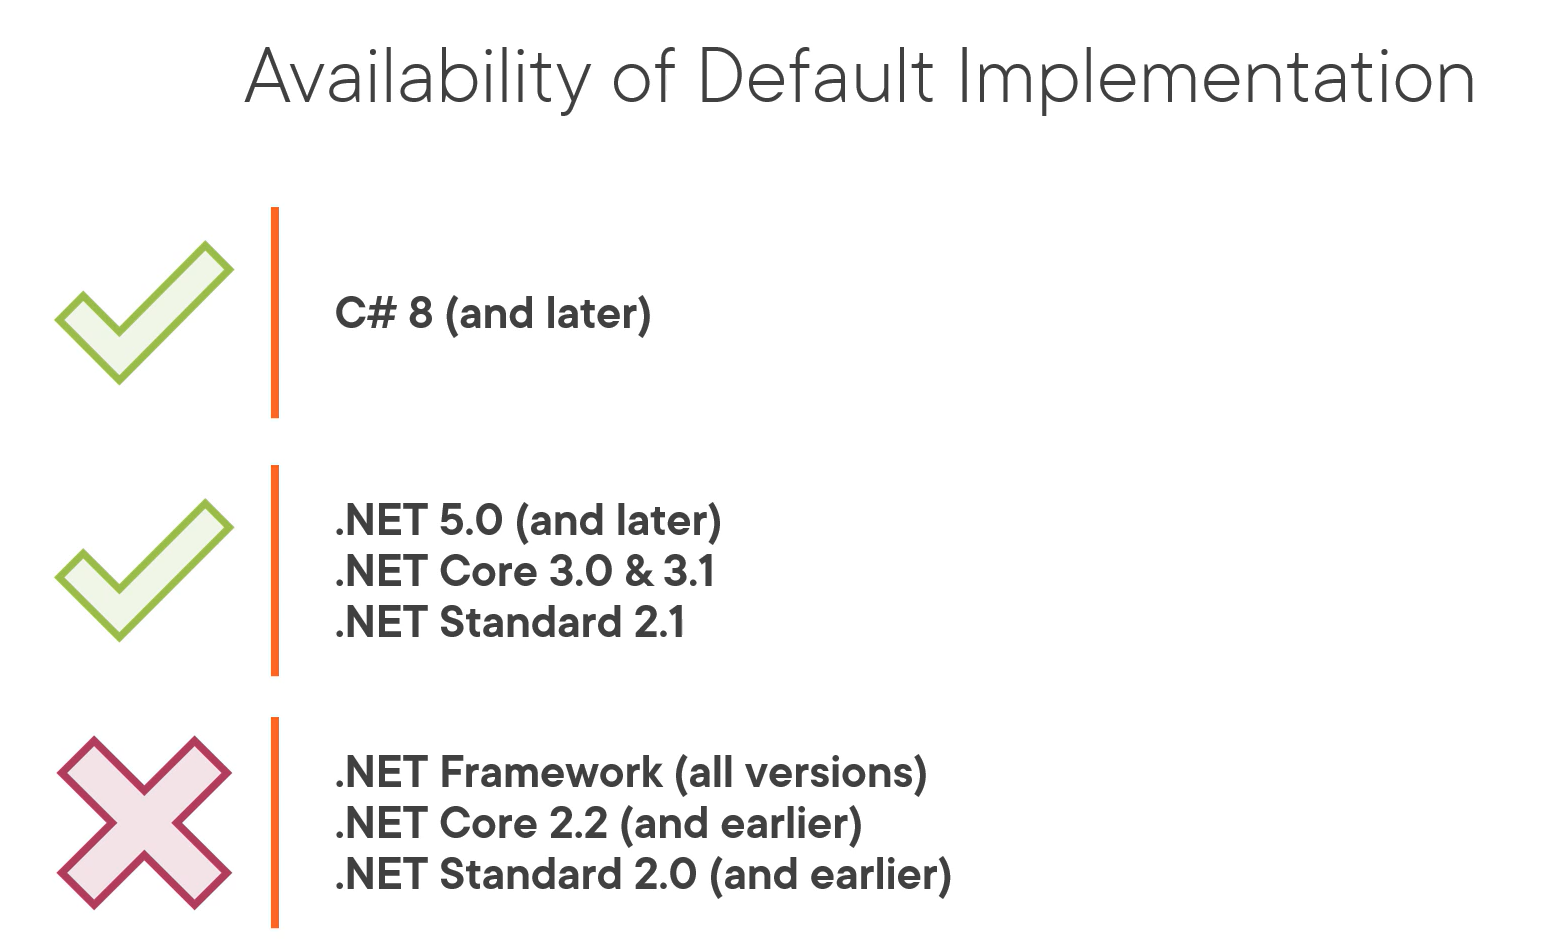 Availability of Default Implementation
C# 8 (and later)
.NET 5.0 (and later)
.NET Core 3.0 & 3.1
.NET Standard 2.1
.NET Framework (all versions)
.NET Core 2.2 (and earlier)
.NET Standard 2.0 (and earlier)